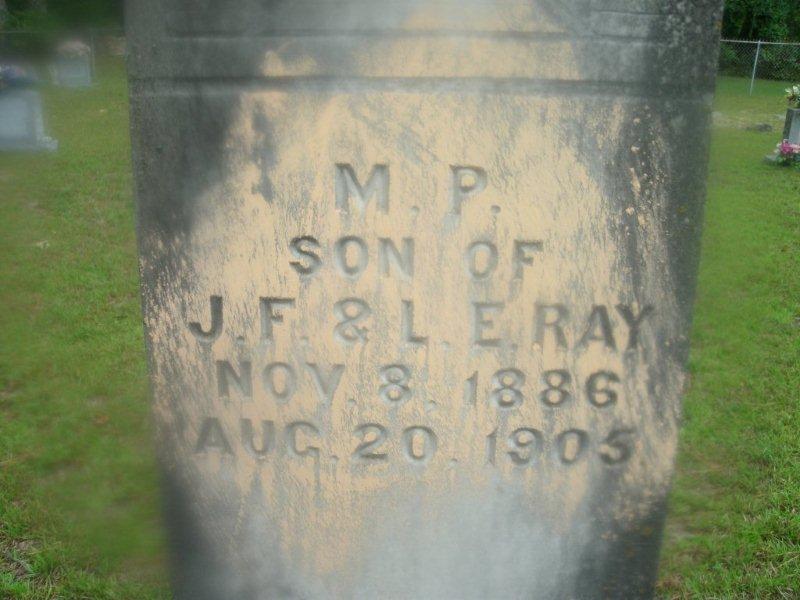 M. P.
SON OF
J. F. & L. E. RAY
NOV. 8, 1886
AUG. 20, 1905